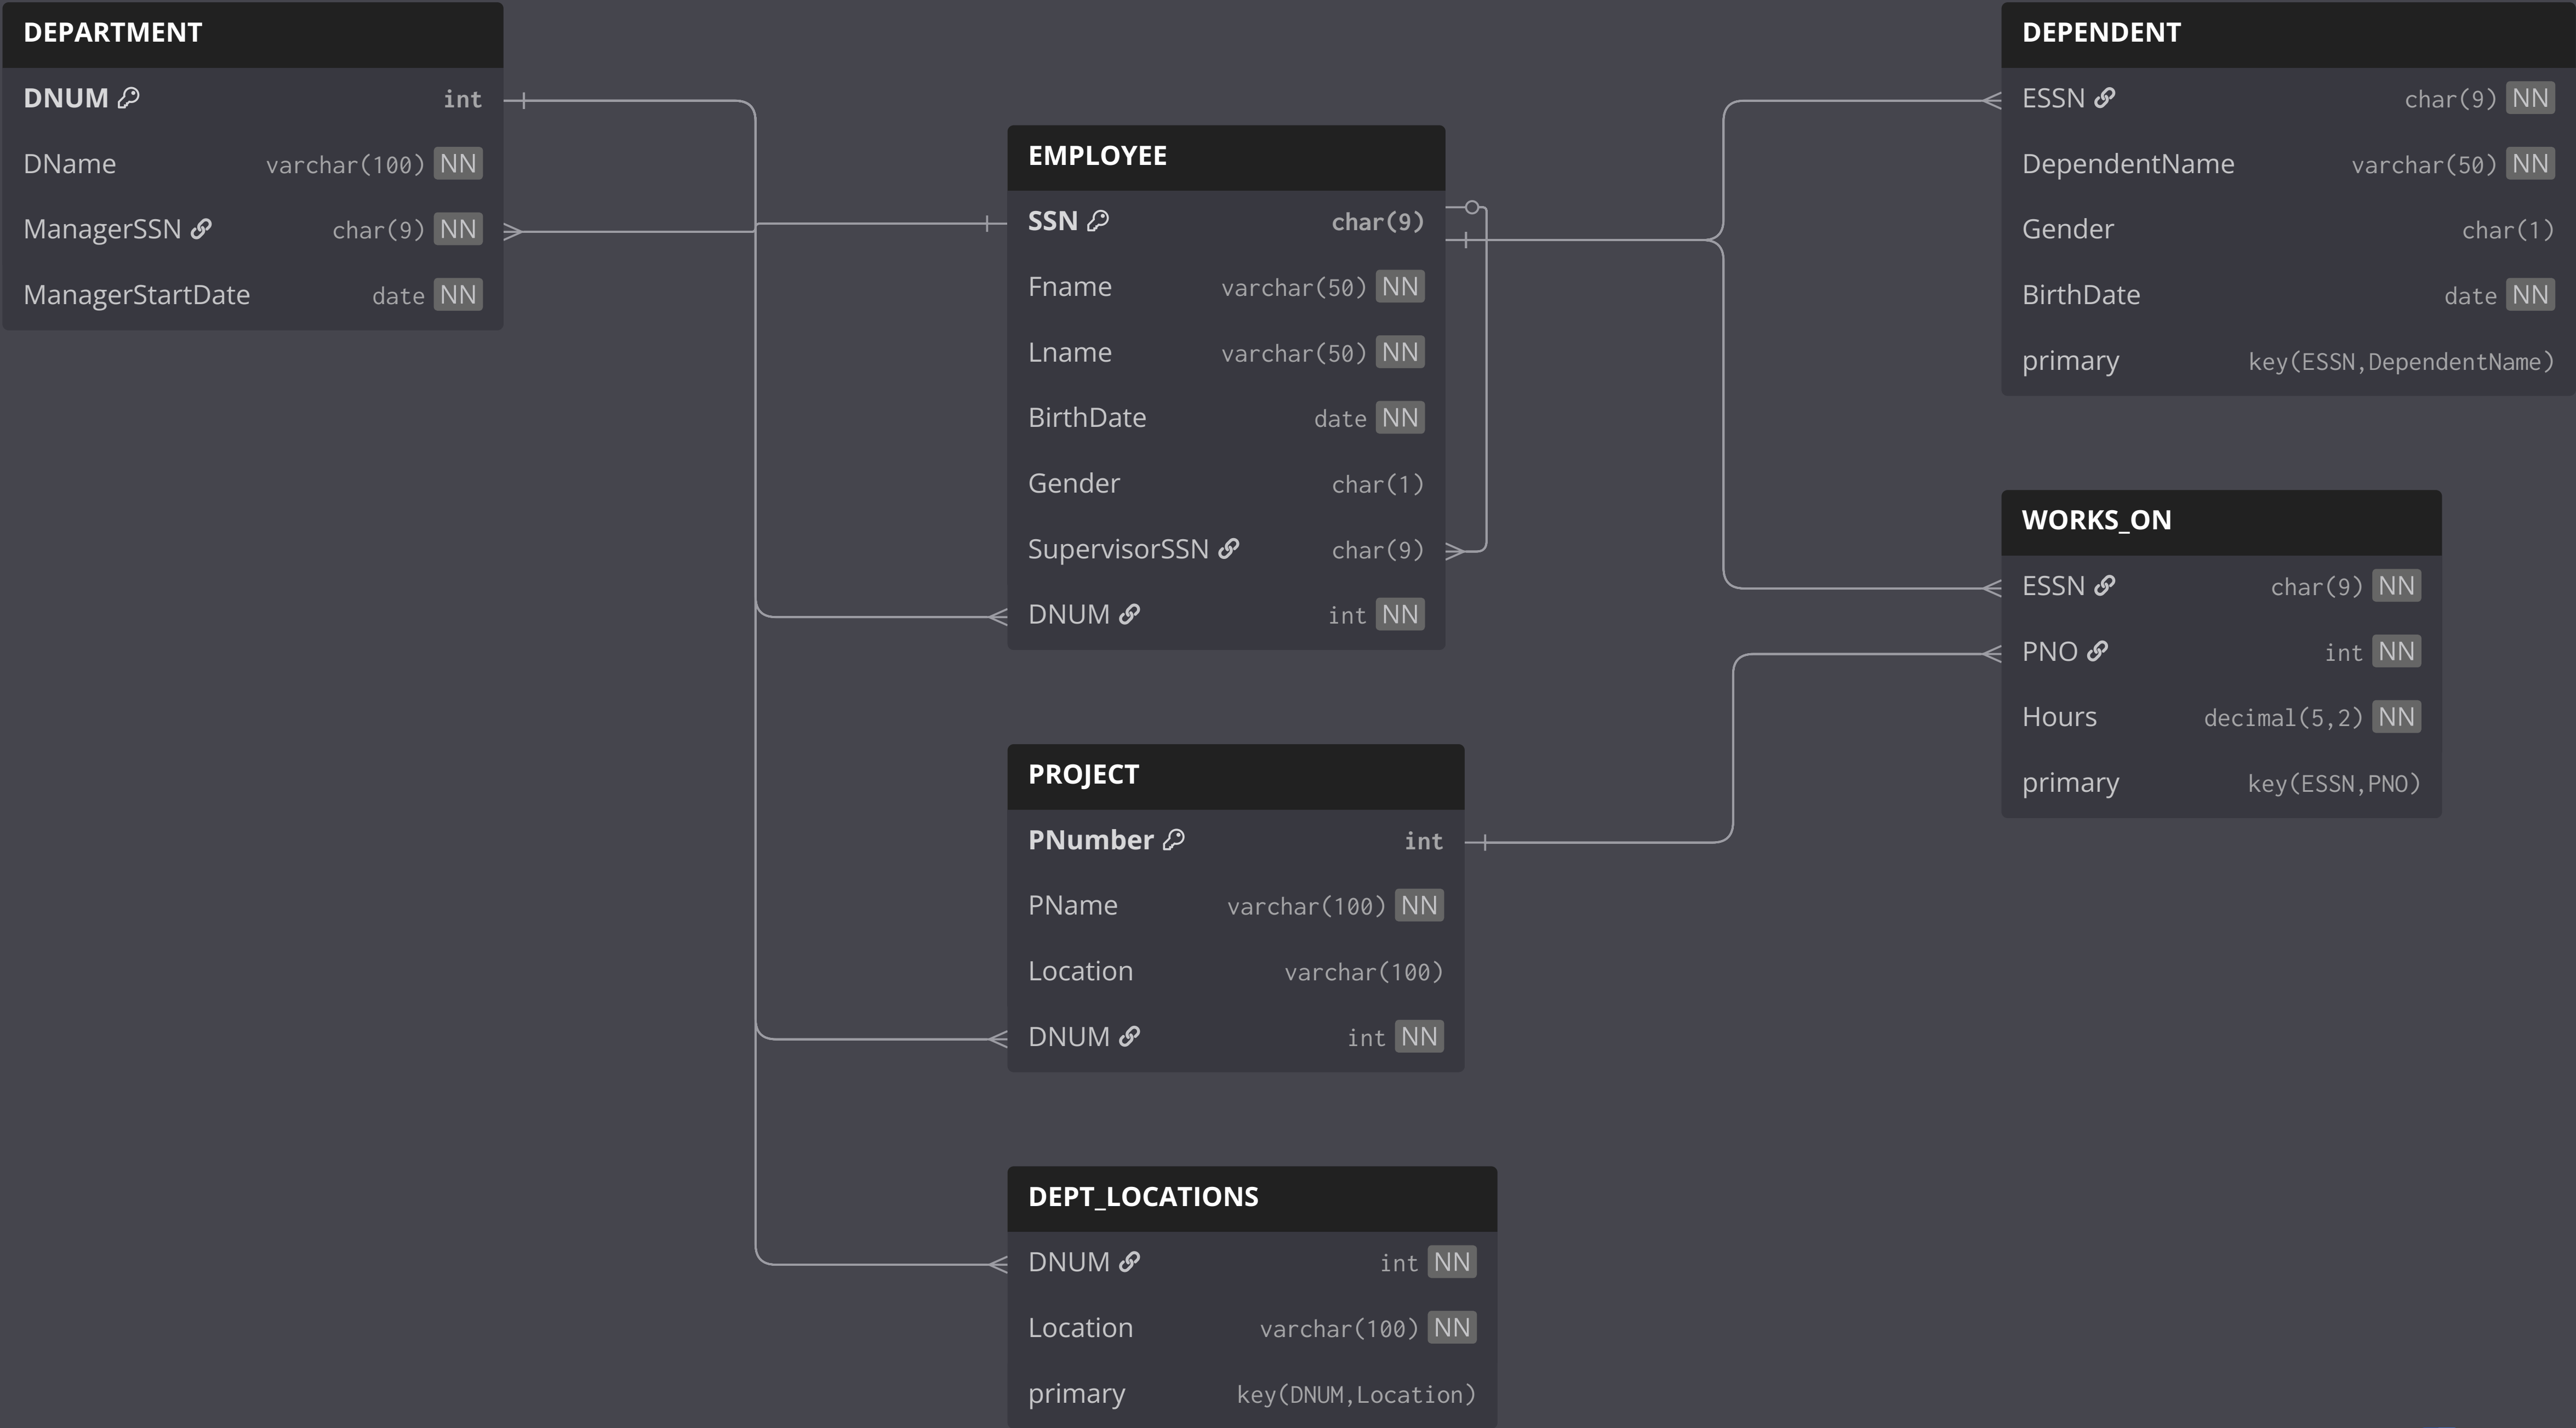 DEPARTMENT
DNUM int
DName varchar(100) NN
ManagerSSN char(9) NN
ManagerStartDate date NN
EMPLOYEE
SSN char(9)
Fname varchar(50) NN
Lname varchar(50) NN
BirthDate date NN
Gender char(1)
SupervisorSSN char(9)
DNUM int NN
PROJECT
PNumber int
PName varchar(100) NN
Location varchar(100)
DNUM int NN
DEPT_LOCATIONS
DNUM int NN
Location varchar(100) NN
primary key(DNUM,Location)
DEPENDENT
ESSN char(9) NN
DependentName varchar(50) NN
Gender char(1)
BirthDate date NN
primary key(ESSN,DependentName)
WORKS_ON
ESSN char(9) NN
PNO int NN
Hours decimal(5,2) NN
primary key(ESSN,PNO)